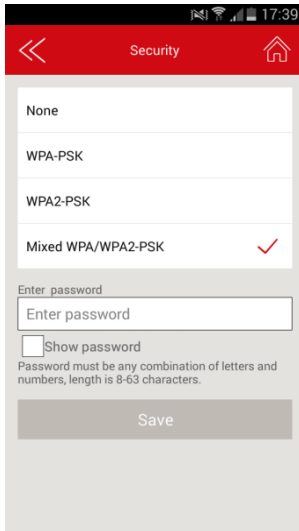 17:39
Security
None
WPA-PSK
WPA2-PSK
Mixed WPA/WPA2-PSK
Enter password
Enter password
Show password
Password must be any combination of letters and
numbers, length is 8-63 characters.
Save